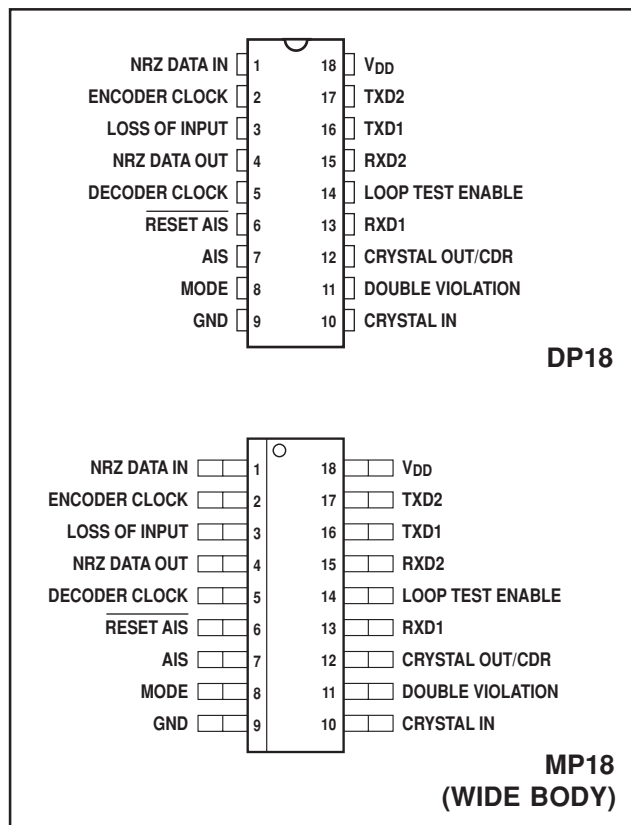 NRZ DATA IN 1 18 VDD
ENCODER CLOCK 2 17 TXD2
LOSS OF INPUT 3 16 TXD1
NRZ DATA OUT 4 15 RXD2
DECODER CLOCK 5 14 LOOP TEST ENABLE
RESET AIS 6 13 RXD1
AIS 7 12 CRYSTAL OUT/CDR
MODE 8 11 DOUBLE VIOLATION
GND 9 10 CRYSTAL IN
DP18
NRZ DATA IN 1 18 VDD
ENCODER CLOCK 2 17 TXD2
LOSS OF INPUT 3 16 TXD1
NRZ DATA OUT 4 15 RXD2
DECODER CLOCK 5 14 LOOP TEST ENABLE
RESET AIS 6 13 RXD1
AIS 7 12 CRYSTAL OUT/CDR
MODE 8 11 DOUBLE VIOLATION
GND 9 10 CRYSTAL IN
MP18
(WIDE BODY)